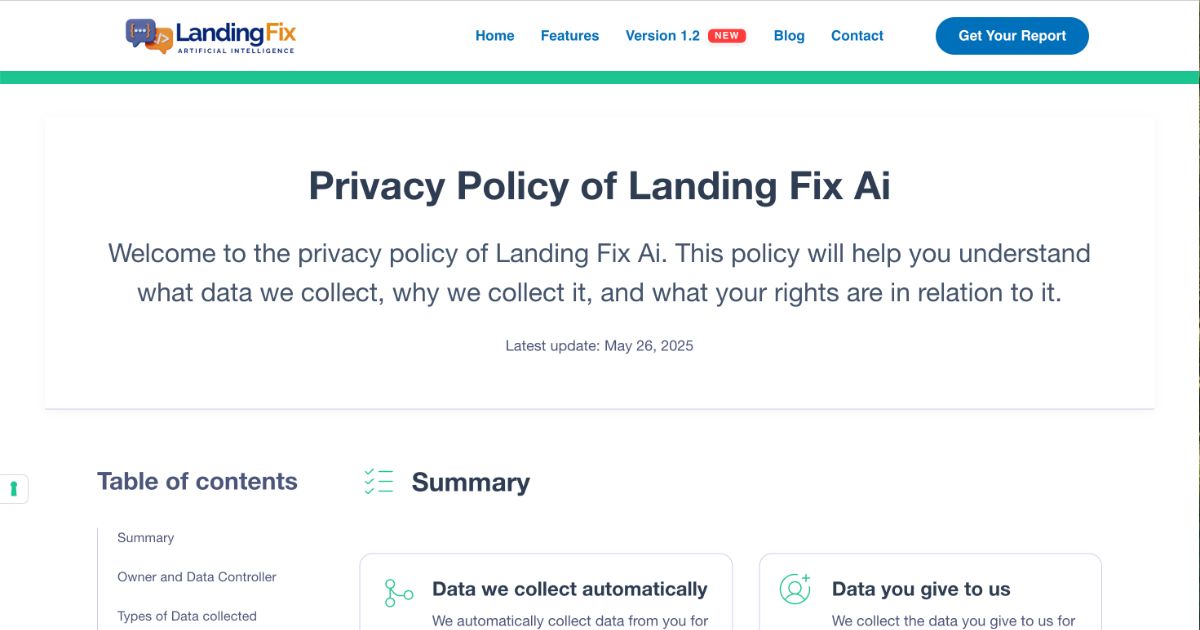 LandingFix
ARTIFICIAL INTELLIGENCE
Home
Features
Version 1.2 NEW
Blog
Contact
Get Your Report
Privacy Policy of Landing Fix Ai
Welcome to the privacy policy of Landing Fix Ai. This policy will help you understand
what data we collect, why we collect it, and what your rights are in relation to it.
Latest update: May 26, 2025
Table of contents
Summary
Owner and Data Controller
Types of Data collected
Summary
Data we collect automatically
We automatically collect data from you for
Data you give to us
We collect the data you give to us for